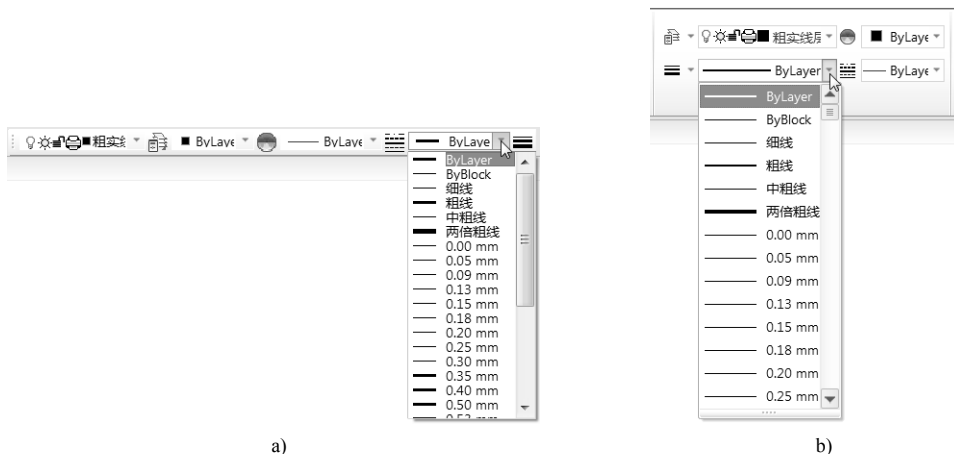 粗实线层 ByLaye
ByLayer ByLaye
ByLayer
ByBlock
细线
粗线
中粗线
两倍粗线
0.00 mm
0.05 mm
0.09 mm
0.13 mm
0.15 mm
0.18 mm
0.20 mm
0.25 mm
粗实线 ByLaye ByLaye ByLaye
ByLayer
ByBlock
细线
粗线
中粗线
两倍粗线
0.00 mm
0.05 mm
0.09 mm
0.13 mm
0.15 mm
0.18 mm
0.20 mm
0.25 mm
0.30 mm
0.35 mm
0.40 mm
0.50 mm
0.53 mm
a)
b)